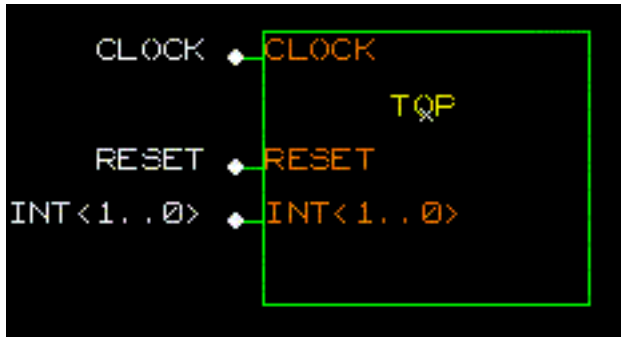 CLOCK CLOCK
TOP
RESET RESET
INT<1..0> INT<1..0>